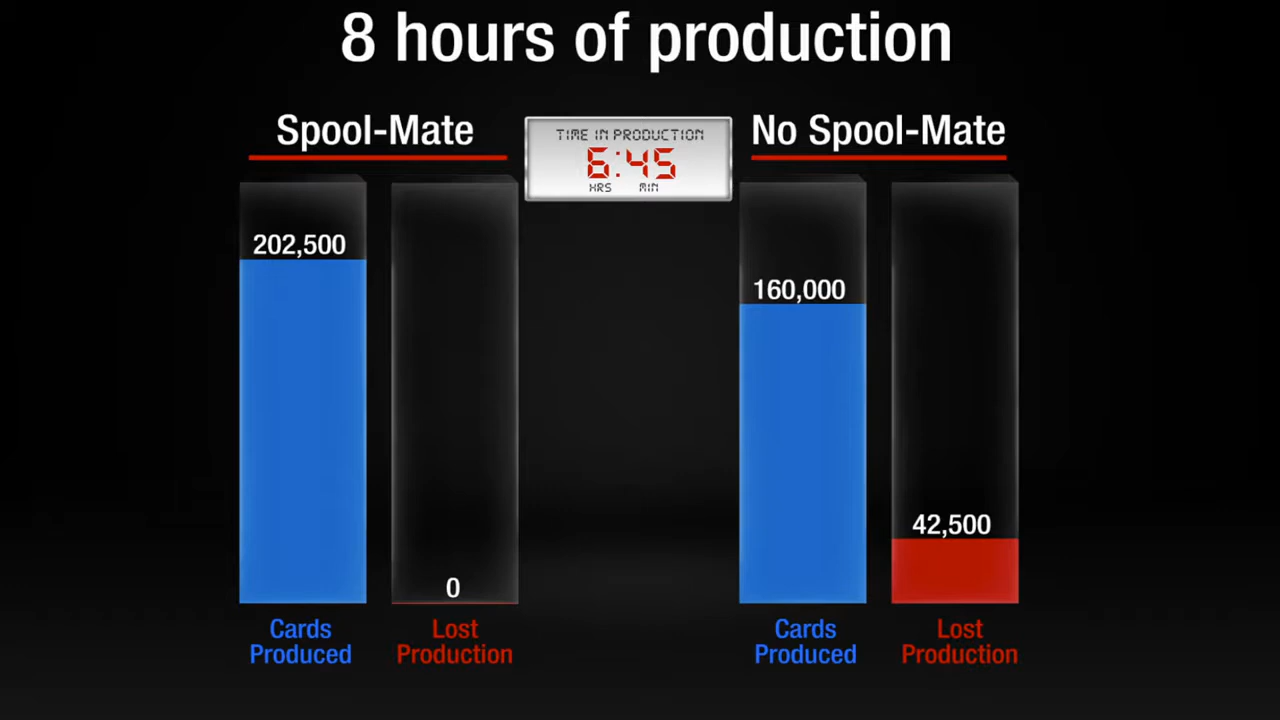 8 hours of production
Spool-Mate
TIME IN PRODUCTION
6:45
HRS MIN
No Spool-Mate
202,500
0
160,000
42,500
Cards
Produced
Lost
Production
Cards
Produced
Lost
Production